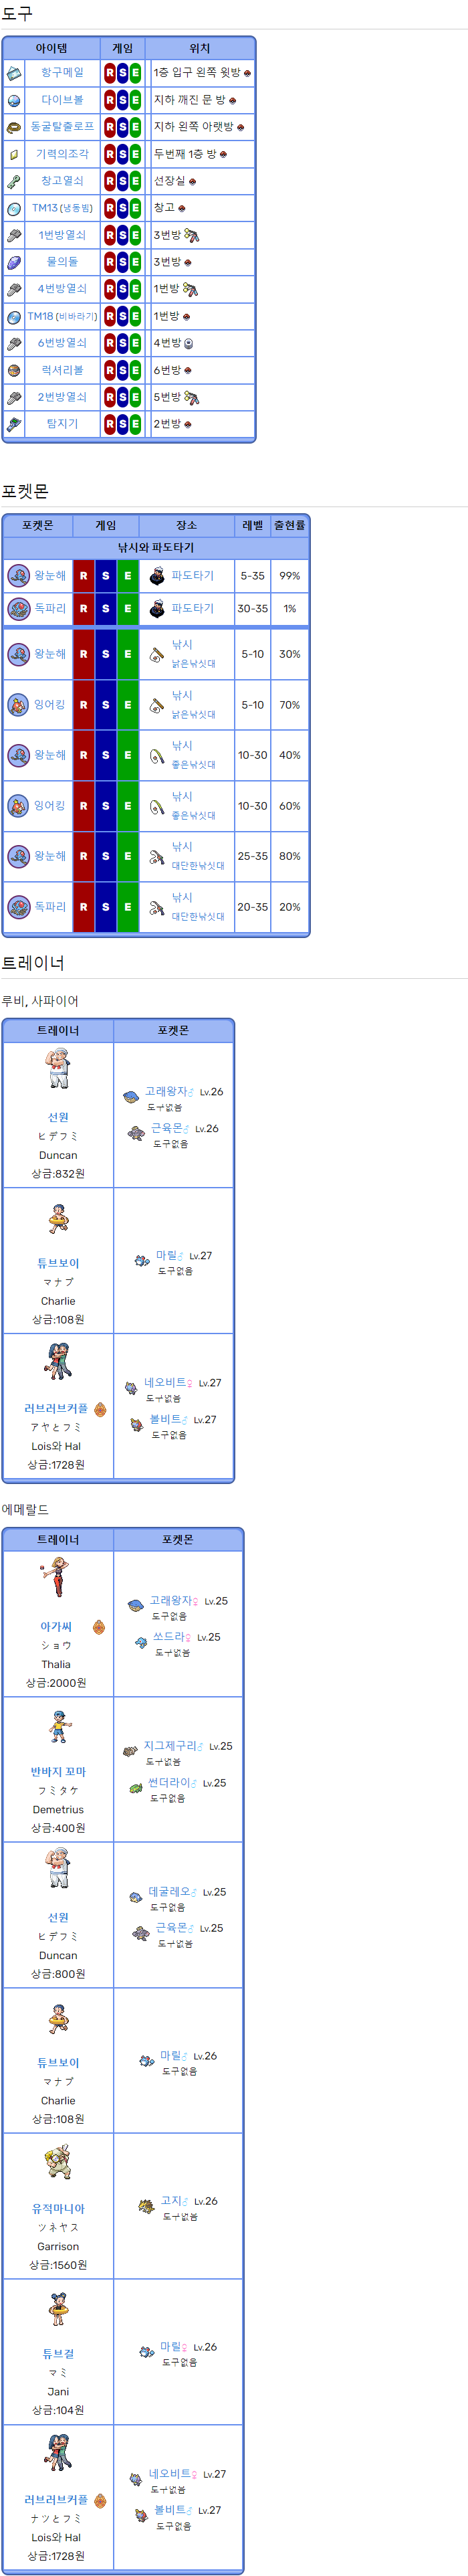 도구
아이템 게임 위치
항구메일 R S E 1층 입구 왼쪽 윗방
다이브볼 R S E 지하 깨진 문 방
동굴탈출로프 R S E 지하 왼쪽 아랫방
기력의조각 R S E 두번째 1층 방
창고열쇠 R S E 선장실
TM13 (냉동빔) R S E 창고
1번방열쇠 R S E 3번방
물의돌 R S E 3번방
4번방열쇠 R S E 1번방
TM18 (비바라기) R S E 1번방
6번방열쇠 R S E 4번방
럭셔리볼 R S E 6번방
2번방열쇠 R S E 5번방
탐지기 R S E 2번방
포켓몬
포켓몬 게임 장소 레벨 출현률
낚시와 파도타기
왕눈해 R S E 파도타기 5-35 99%
독파리 R S E 파도타기 30-35 1%
왕눈해 R S E 낚시 5-10 30%
낡은낚싯대
잉어킹 R S E 낚시 5-10 70%
낡은낚싯대
왕눈해 R S E 낚시 10-30 40%
좋은낚싯대
잉어킹 R S E 낚시 10-30 60%
좋은낚싯대
왕눈해 R S E 낚시 25-35 80%
대단한낚싯대
독파리 R S E 낚시 20-35 20%
대단한낚싯대
트레이너
루비, 사파이어
트레이너 포켓몬
선원
ヒデフミ
Duncan
상금:832원
고래왕자♂ Lv.26
도구없음
근육몬♂ Lv.26
도구없음
튜브보이
マナブ
Charlie
상금:108원
마릴♂ Lv.27
도구없음
러브러브커플
アヤとフミ
Lois와 Hal
상금:1728원
네오비트♀ Lv.27
도구없음
볼비트♂ Lv.27
도구없음
에메랄드
트레이너 포켓몬
아가씨
ショウ
Thalia
상금:2000원
고래왕자♀ Lv.25
도구없음
쏘드라♀ Lv.25
도구없음
반바지 꼬마
フミタケ
Demetrius
상금:400원
지그제구리♂ Lv.25
도구없음
썬더라이♂ Lv.25
도구없음
선원
ヒデフミ
Duncan
상금:800원
데굴레오♂ Lv.25
도구없음
근육몬♂ Lv.25
도구없음
튜브보이
マナブ
Charlie
상금:108원
마릴♂ Lv.26
도구없음
유적마니아
ツネヤス
Garrison
상금:1560원
고지♂ Lv.26
도구없음
튜브걸
マミ
Jani
상금:104원
마릴♀ Lv.26
도구없음
러브러브커플
ナツとフミ
Lois와 Hal
상금:1728원
네오비트♀ Lv.27
도구없음
볼비트♂ Lv.27
도구없음